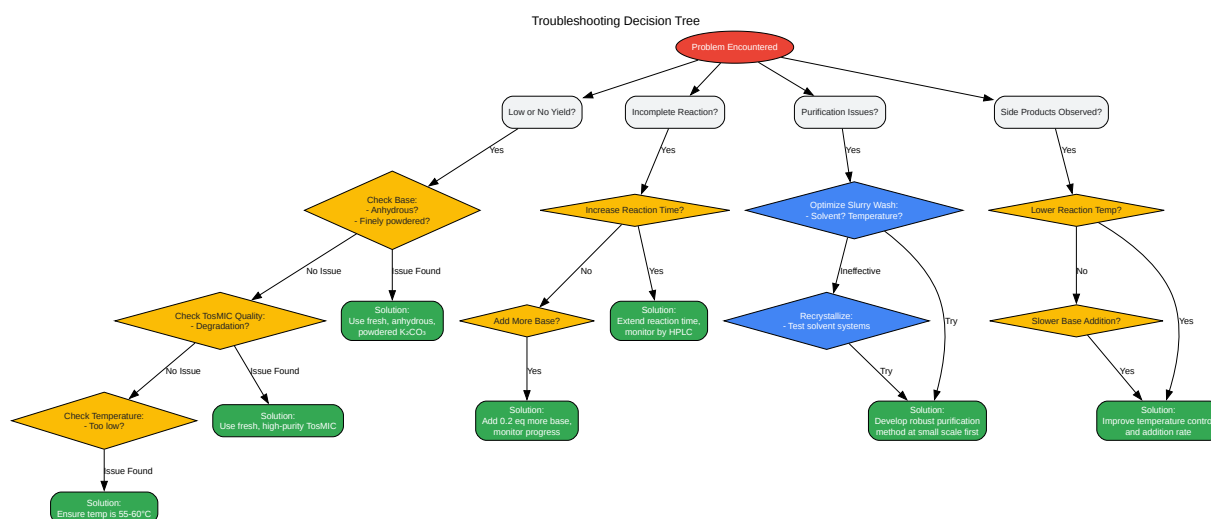 Troubleshooting Decision Tree
Problem Encountered
Low or No Yield?
Incomplete Reaction?
Purification Issues?
Side Products Observed?
Yes
Yes
Yes
Yes
Check Base:
- Anhydrous?
- Finely powdered?
Increase Reaction Time?
Optimize Slurry Wash:
- Solvent? Temperature?
Lower Reaction Temp?
No Issue
Issue Found
No
Yes
Ineffective
No
Check TosMIC Quality:
- Degradation?
Solution:
Use fresh, anhydrous,
powdered K₂CO₃
Add More Base?
Solution:
Extend reaction time,
monitor by HPLC
Recrystallize:
- Test solvent systems
Try
Slower Base Addition?
Yes
No Issue
Issue Found
Yes
Try
Yes
Check Temperature:
- Too low?
Solution:
Use fresh, high-purity TosMIC
Solution:
Add 0.2 eq more base,
monitor progress
Solution:
Develop robust purification
method at small scale first
Solution:
Improve temperature contro
and addition rate
Issue Found
Solution:
Ensure temp is 55-60°C